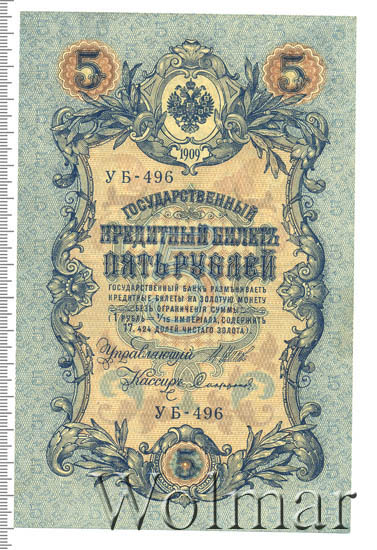 5 5
1909
УБ-496
ГОСУДАРСТВЕННЫЙ
КРЕДИТНЫЙ БИЛЕТЪ
ПЯТЬ РУБЛЕЙ
ГОСУДАРСТВЕННЫЙ БАНКЪ РАЗМѢНИВАЕТЪ
КРЕДИТНЫЕ БИЛЕТЫ НА ЗОЛОТУЮ МОНЕТУ
БЕЗЪ ОГРАНИЧЕНІЯ СУММЫ
(1 РУБЛЬ = 1/15 ИМПЕРІАЛА, СОДЕРЖИТЪ
17,424 ДОЛЕЙ ЧИСТАГО ЗОЛОТА).
Управляющій
Кассиръ
УБ-496
5
Wolmar